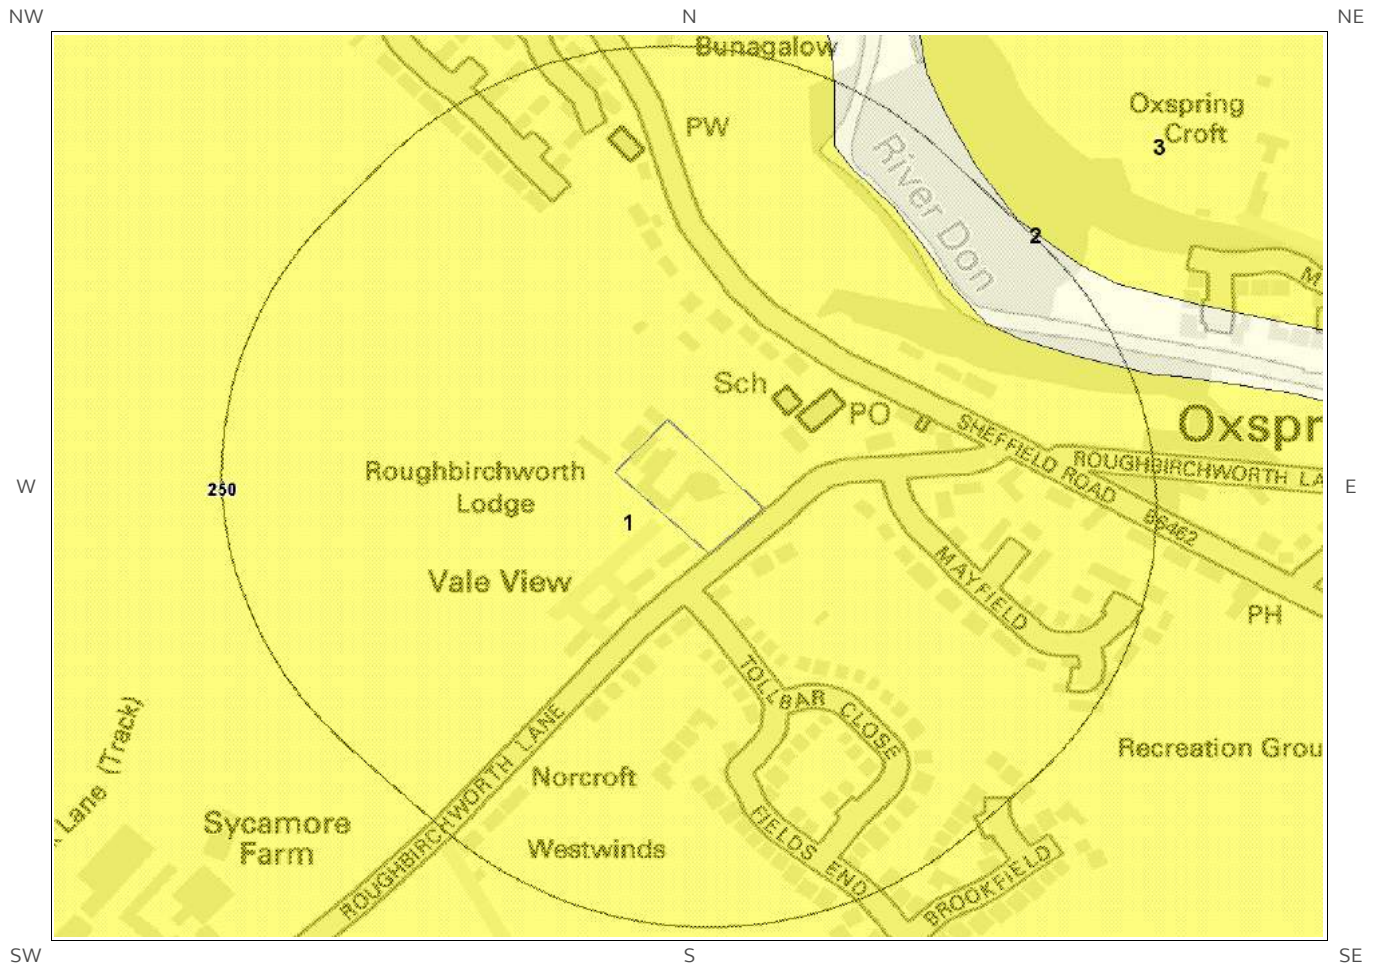 NW
N
NE
Bunagalow
Oxspring
Croft
3
PW
River Don
2
M
Sch
PO
Oxspr
SHEFFIELD ROAD
B6462
ROUGHBIRCHWORTH LA
Roughbirchworth
Lodge
W
250
E
1
Vale View
MAYFIELD
PH
TOLLBAR CLOSE
Lane (Track)
ROUGHBIRCHWORTH LANE
Recreation Grou
Norcroft
Sycamore
Farm
Westwinds
FIELDS END
BROOKFIELD
SW
S
SE